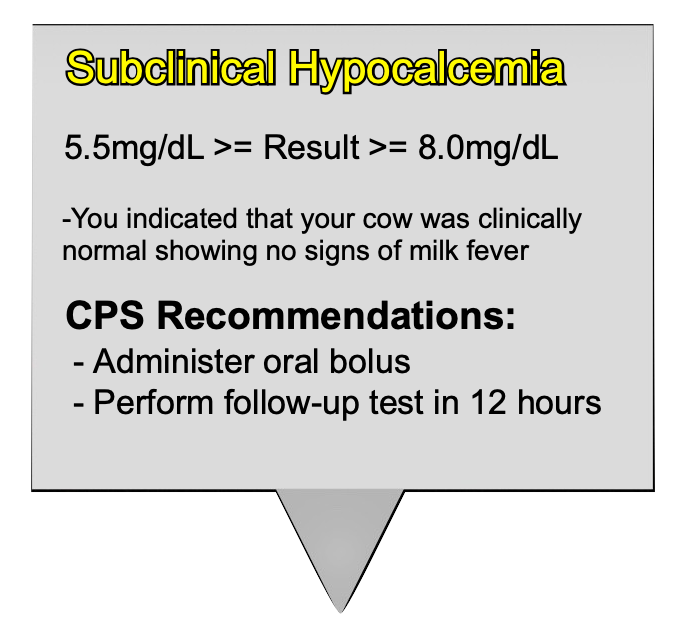 Subclinical Hypocalcemia
5.5mg/dL >= Result >= 8.0mg/dL
-You indicated that your cow was clinically
normal showing no signs of milk fever
CPS Recommendations:
- Administer oral bolus
- Perform follow-up test in 12 hours